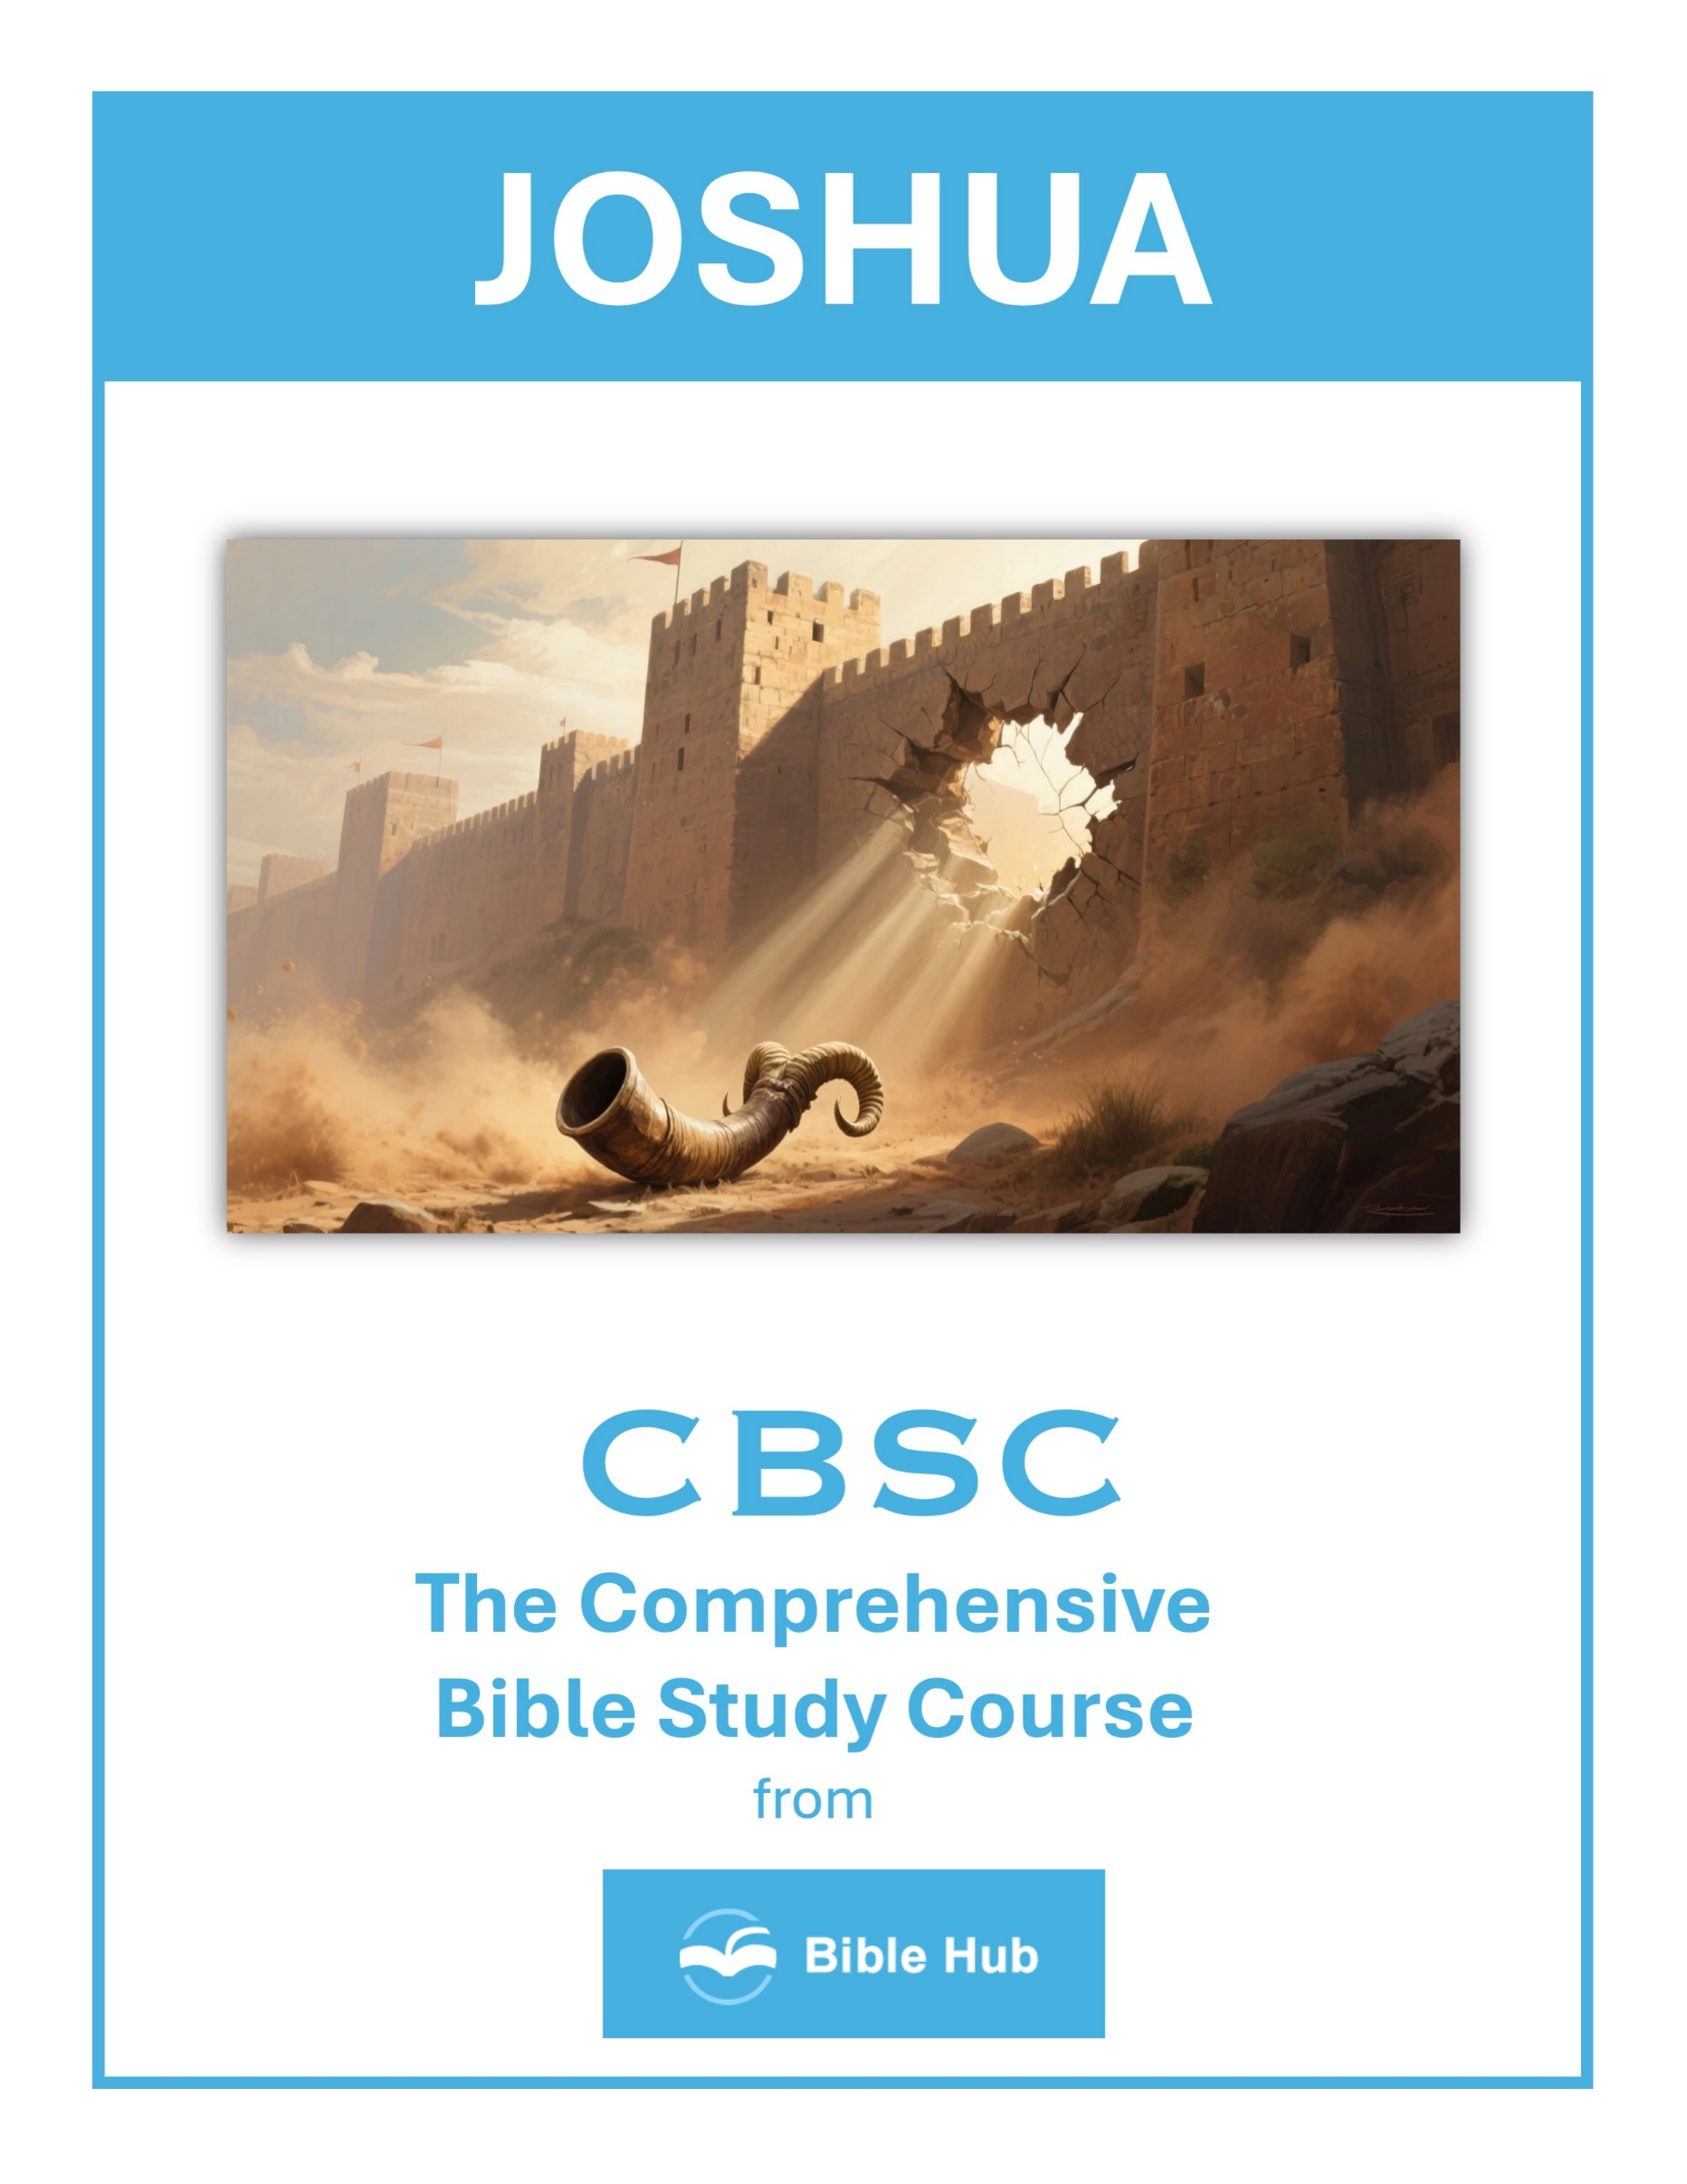 JOSHUA
CBSC
The Comprehensive
Bible Study Course
from
Bible Hub